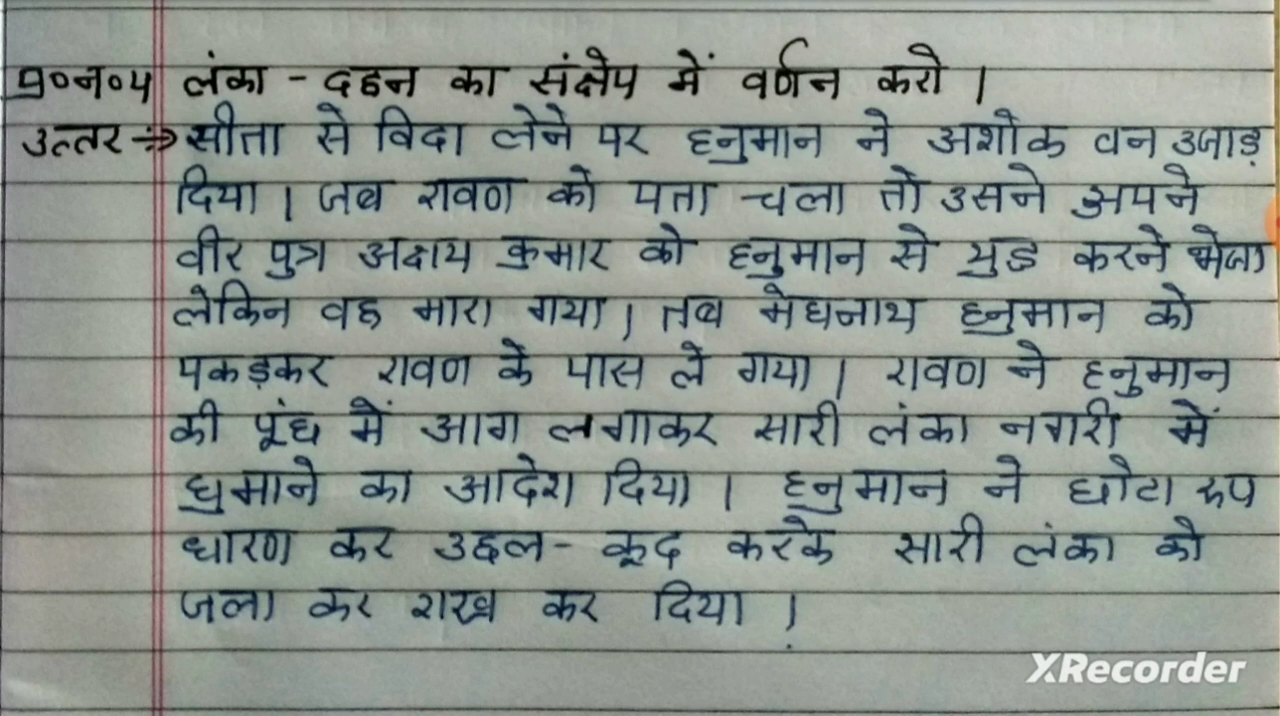 प्र०न०५ लंका - दहन का संक्षेप में वर्णन करो ।
उत्तर ⇒ सीता से विदा लेने पर हनुमान ने अशोक वन उजाड़
दिया । जब रावण को पता चला तो उसने अपने
वीर पुत्र अक्षय कुमार को हनुमान से युद्ध करने भेजा
लेकिन वह मारा गया । तब मेघनाथ हनुमान को
पकड़कर रावण के पास ले गया । रावण ने हनुमान
की पूंछ में आग लगाकर सारी लंका नगरी में
घुमाने का आदेश दिया । हनुमान ने छोटा रूप
धारण कर उछल - कूद करके सारी लंका को
जला कर राख कर दिया ।
XRecorder